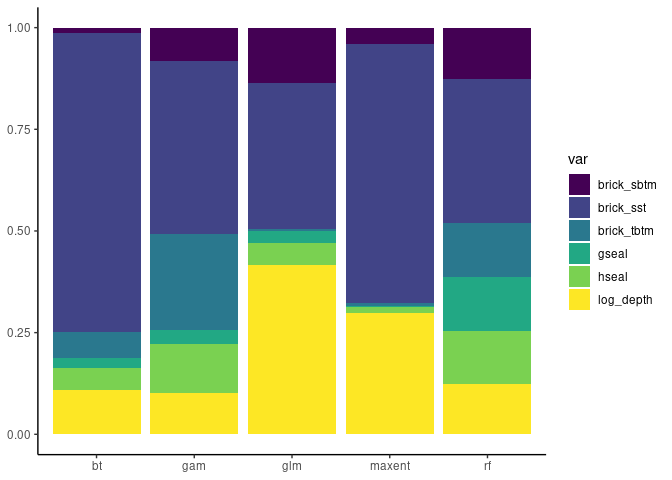 1.00
0.75
0.50
0.25
0.00
bt gam glm maxent rf
var
brick_sbtm
brick_sst
brick_tbtm
gseal
hseal
log_depth